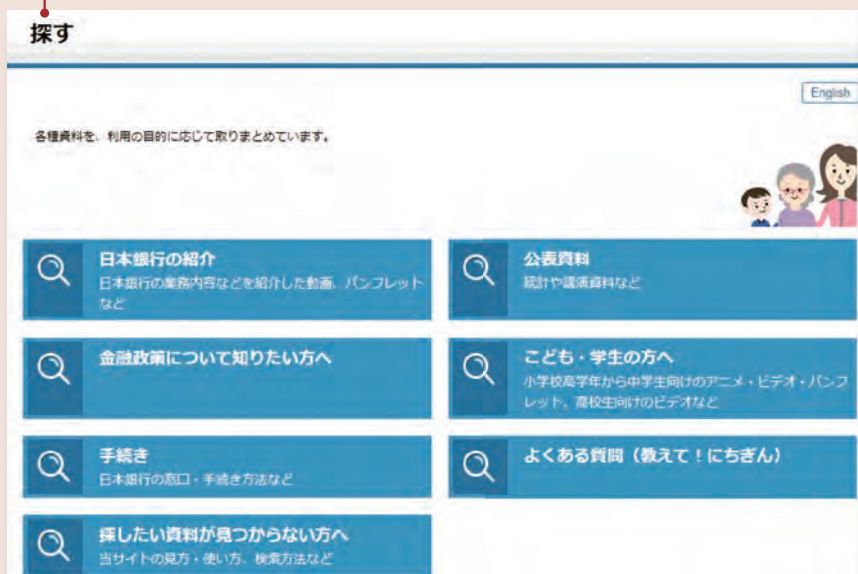 探す
English
各種資料を、利用の目的に応じて取りまとめています。
日本銀行の紹介
日本銀行の業務内容などを紹介した動画、パンフレット
など
公表資料
統計や講演資料など
金融政策について知りたい方へ
こども・学生の方へ
小学校高学年から中学生向けのアニメ・ビデオ・パンフ
レット、高校生向けのビデオなど
手続き
日本銀行の窓口・手続き方法など
よくある質問（教えて！にちぎん）
探したい資料が見つからない方へ
当サイトの見方・使い方、検索方法など